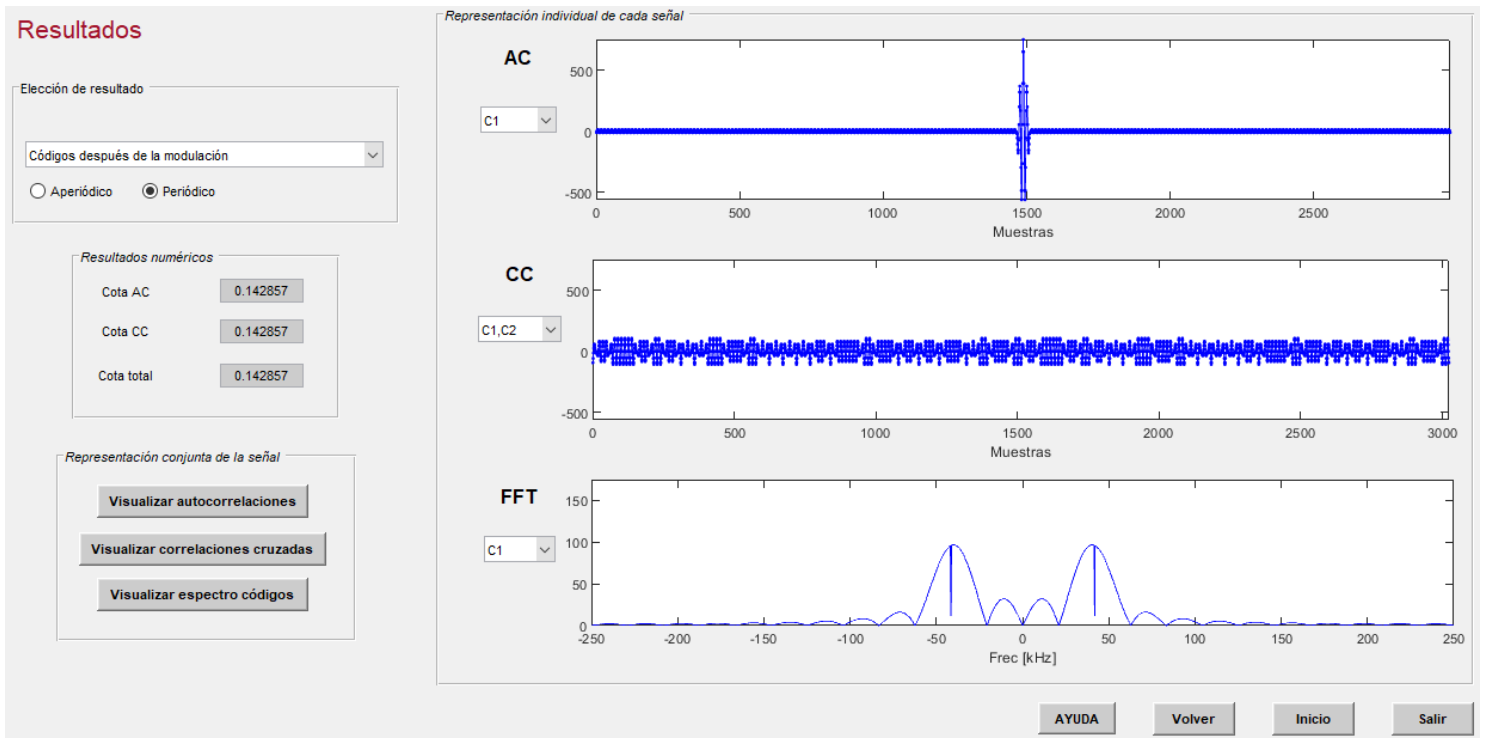 Resultados
Elección de resultado
Códigos después de la modulación
Aperiódico
Periódico
Resultados numéricos
Cota AC
0.142857
Cota CC
0.142857
Cota total
0.142857
Representación conjunta de la señal
Visualizar autocorrelaciones
Visualizar correlaciones cruzadas
Visualizar espectro códigos
Representación individual de cada señal
AC
C1
500
0
-500
0 500 1000 1500 2000 2500
Muestras
CC
C1,C2
500
0
-500
0 500 1000 1500 2000 2500 3000
Muestras
FFT
C1
150
100
50
0
-250 -200 -150 -100 -50 0 50 100 150 200 250
Frec [kHz]
AYUDA
Volver
Inicio
Salir